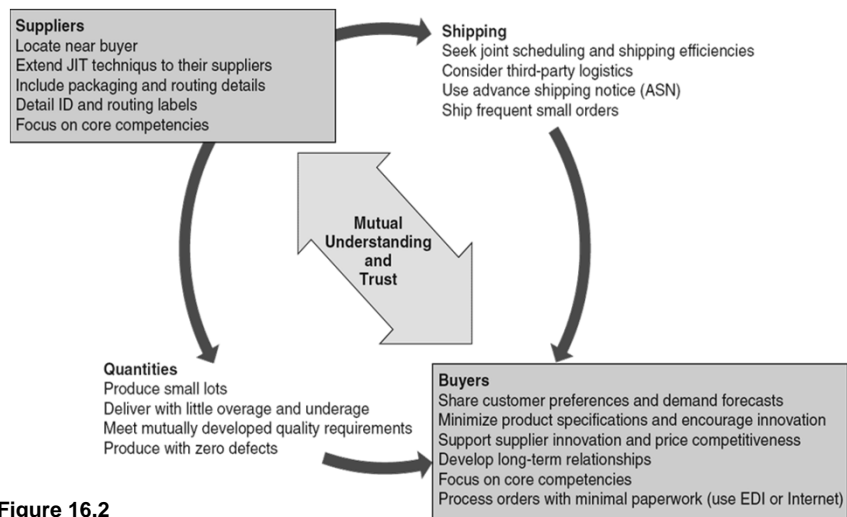 Suppliers
Locate near buyer
Extend JIT techniqus to their suppliers
Include packaging and routing details
Detail ID and routing labels
Focus on core competencies
Shipping
Seek joint scheduling and shipping efficiencies
Consider third-party logistics
Use advance shipping notice (ASN)
Ship frequent small orders
Mutual
Understanding
and
Trust
Quantities
Produce small lots
Deliver with little overage and underage
Meet mutually developed quality requirements
Produce with zero defects
Buyers
Share customer preferences and demand forecasts
Minimize product specifications and encourage innovation
Support supplier innovation and price competitiveness
Develop long-term relationships
Focus on core competencies
Process orders with minimal paperwork (use EDI or Internet)
Figure 16.2